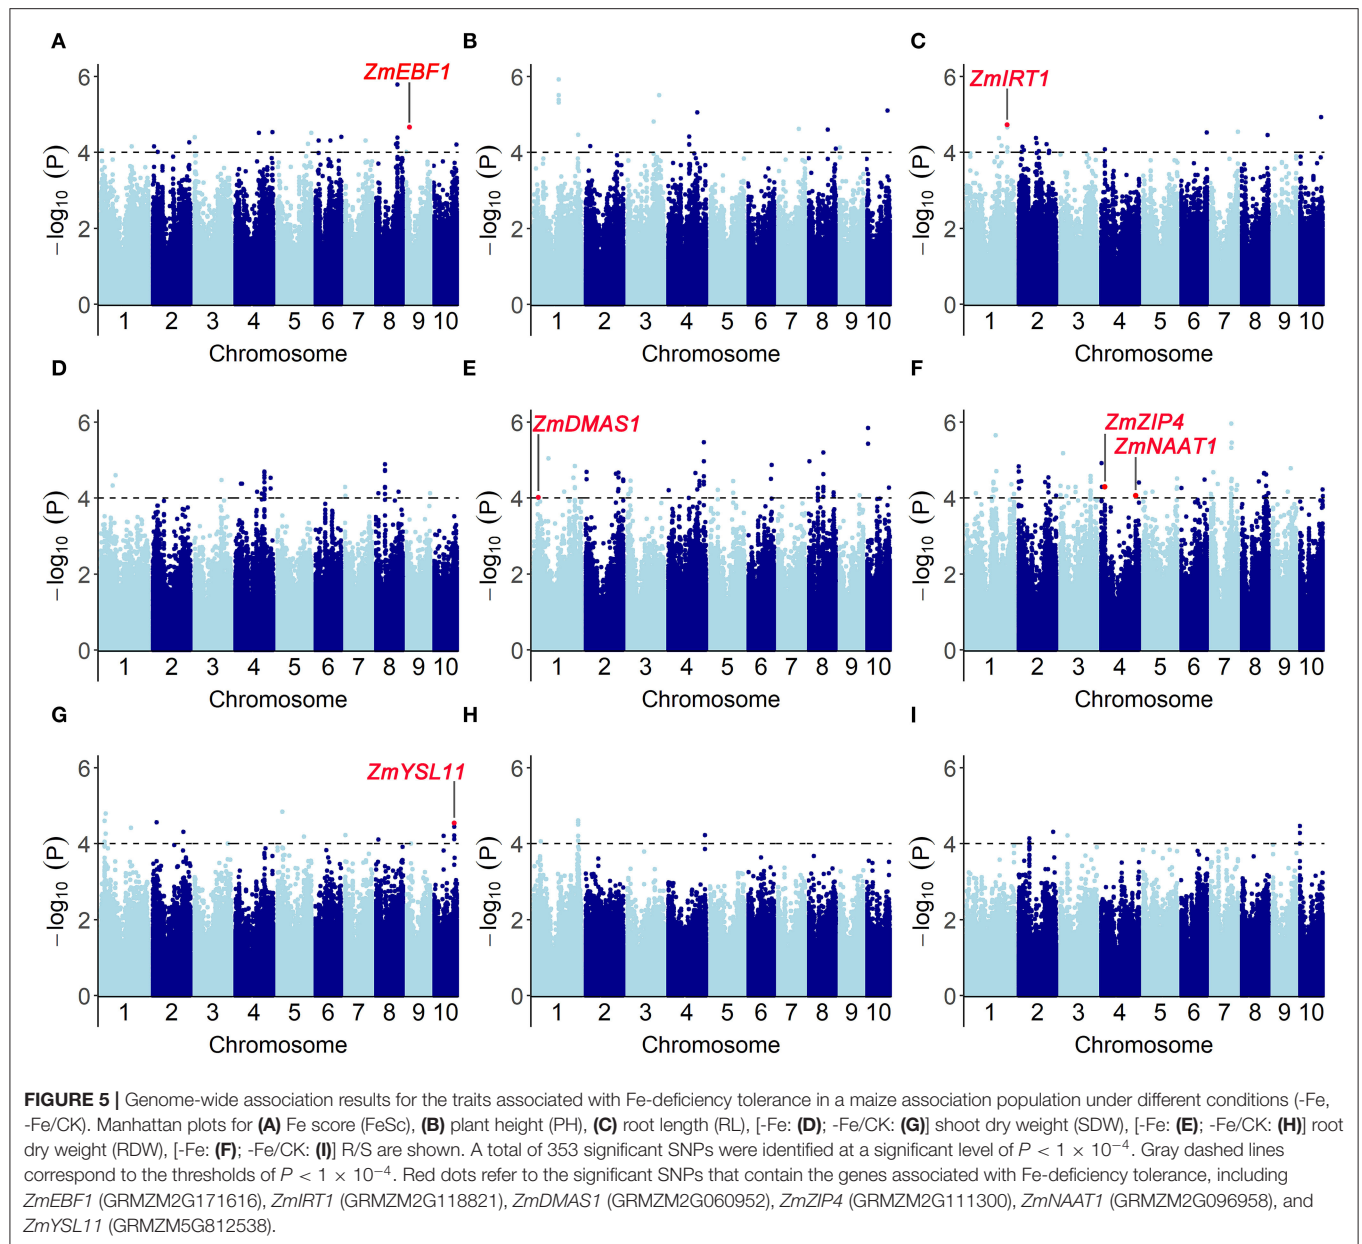 A
B
C
ZmEBF1
ZmIRT1
6
4
2
0
− log10 (P)
1 2 3 4 5 6 7 8 9 10
Chromosome
6
4
2
0
− log10 (P)
1 2 3 4 5 6 7 8 9 10
Chromosome
6
4
2
0
− log10 (P)
1 2 3 4 5 6 7 8 9 10
Chromosome
D
E
F
ZmDMAS1
ZmZIP4
ZmNAAT1
6
4
2
0
− log10 (P)
1 2 3 4 5 6 7 8 9 10
Chromosome
6
4
2
0
− log10 (P)
1 2 3 4 5 6 7 8 9 10
Chromosome
6
4
2
0
− log10 (P)
1 2 3 4 5 6 7 8 9 10
Chromosome
G
H
I
ZmYSL11
6
4
2
0
− log10 (P)
1 2 3 4 5 6 7 8 9 10
Chromosome
6
4
2
0
− log10 (P)
1 2 3 4 5 6 7 8 9 10
Chromosome
6
4
2
0
− log10 (P)
1 2 3 4 5 6 7 8 9 10
Chromosome
FIGURE 5 | Genome-wide association results for the traits associated with Fe-deficiency tolerance in a maize association population under different conditions (-Fe,
-Fe/CK). Manhattan plots for (A) Fe score (FeSc), (B) plant height (PH), (C) root length (RL), [-Fe: (D); -Fe/CK: (G)] shoot dry weight (SDW), [-Fe: (E); -Fe/CK: (H)] root
dry weight (RDW), [-Fe: (F); -Fe/CK: (I)] R/S are shown. A total of 353 significant SNPs were identified at a significant level of P < 1 × 10⁻⁴. Gray dashed lines
correspond to the thresholds of P < 1 × 10⁻⁴. Red dots refer to the significant SNPs that contain the genes associated with Fe-deficiency tolerance, including
ZmEBF1 (GRMZM2G171616), ZmIRT1 (GRMZM2G118821), ZmDMAS1 (GRMZM2G060952), ZmZIP4 (GRMZM2G111300), ZmNAAT1 (GRMZM2G096958), and
ZmYSL11 (GRMZM5G812538).